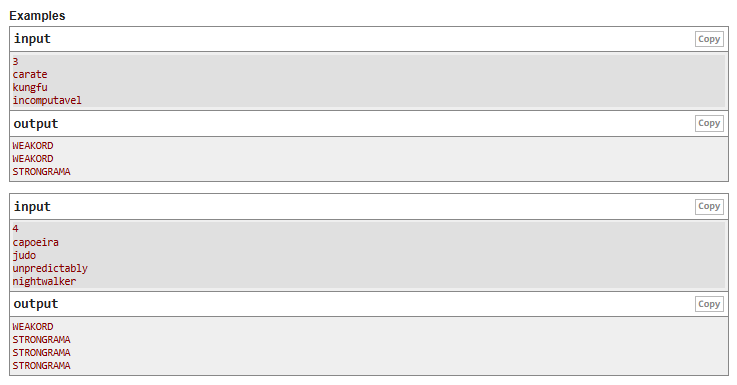 Examples
input
Copy
3
carate
kungfu
incomputavel
output
Copy
WEAKORD
WEAKORD
STRONGRAMA
input
Copy
4
capoeira
judo
unpredictably
nightwalker
output
Copy
WEAKORD
STRONGRAMA
STRONGRAMA
STRONGRAMA